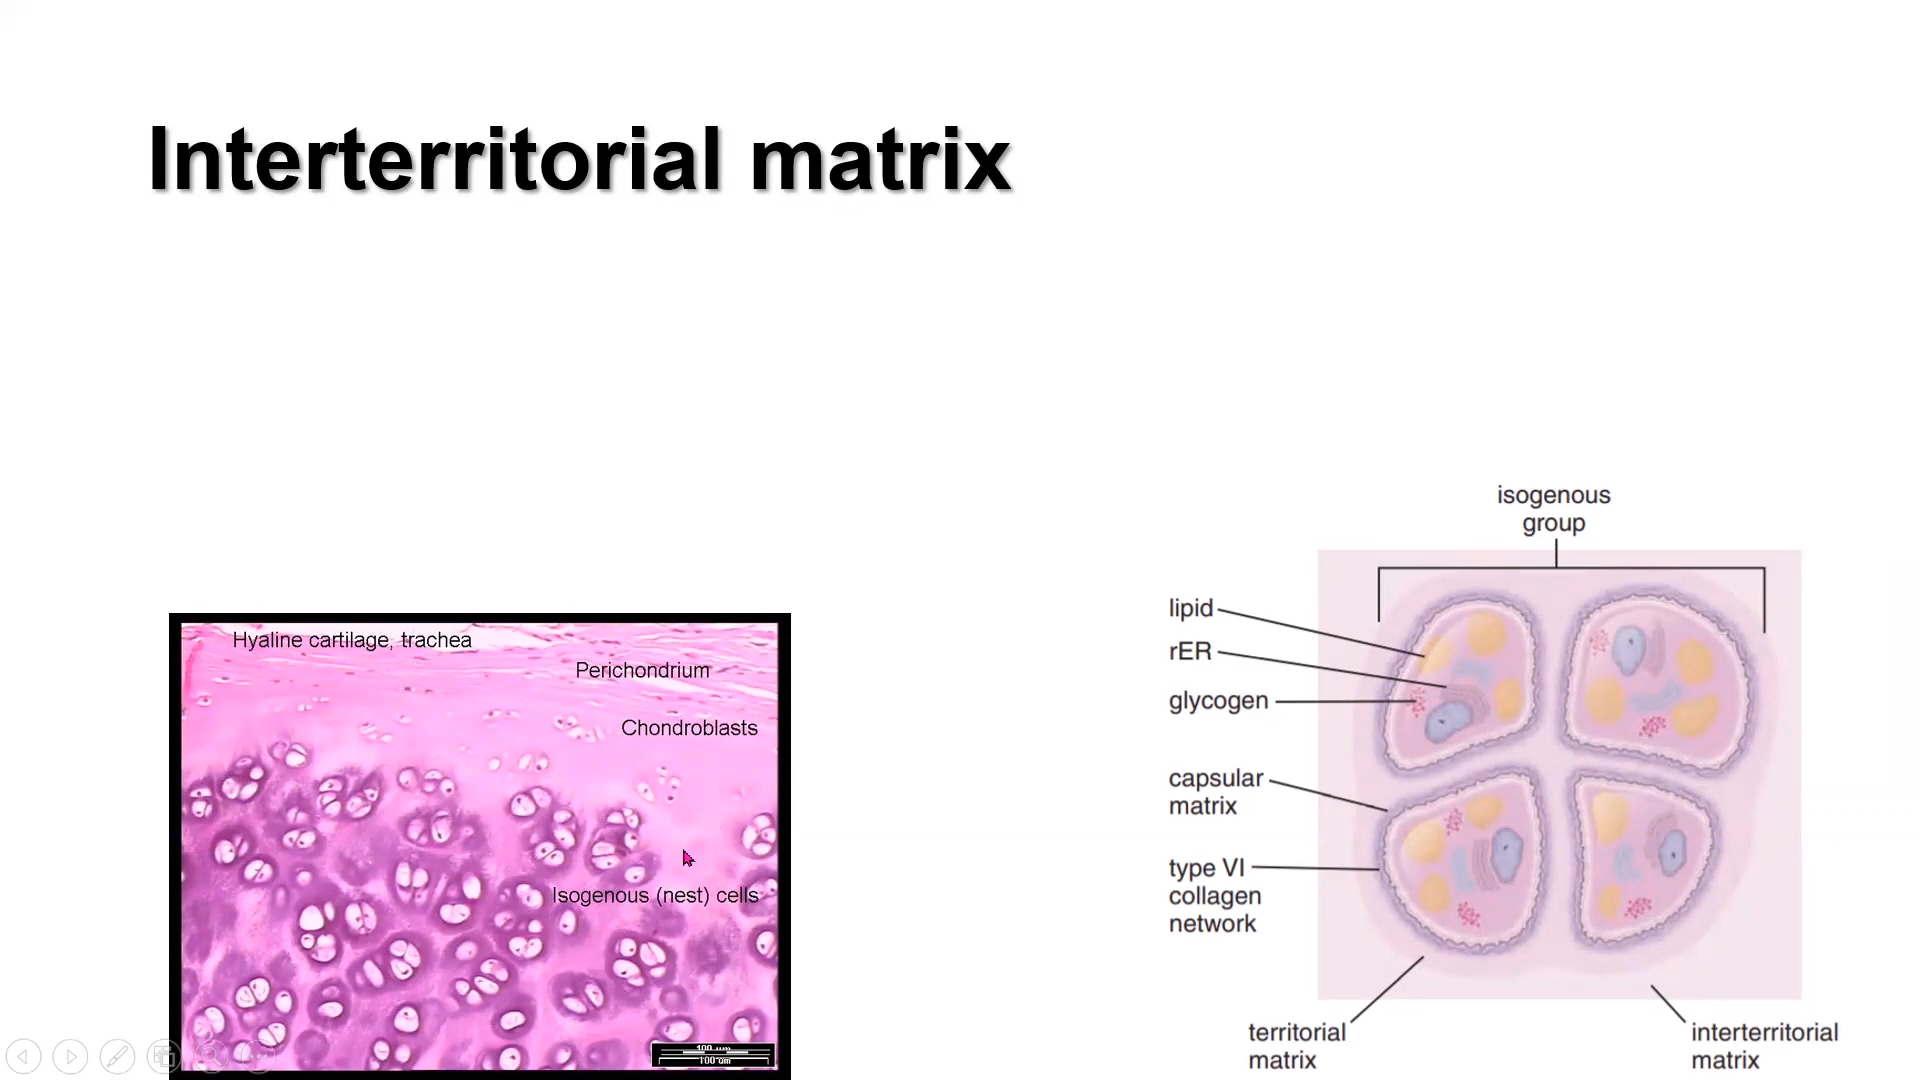 Interterritorial matrix
Hyaline cartilage, trachea
Perichondrium
Chondroblasts
Isogenous (nest) cells
100 um
isogenous
group
lipid
rER
glycogen
capsular
matrix
type VI
collagen
network
territorial
matrix
interterritorial
matrix